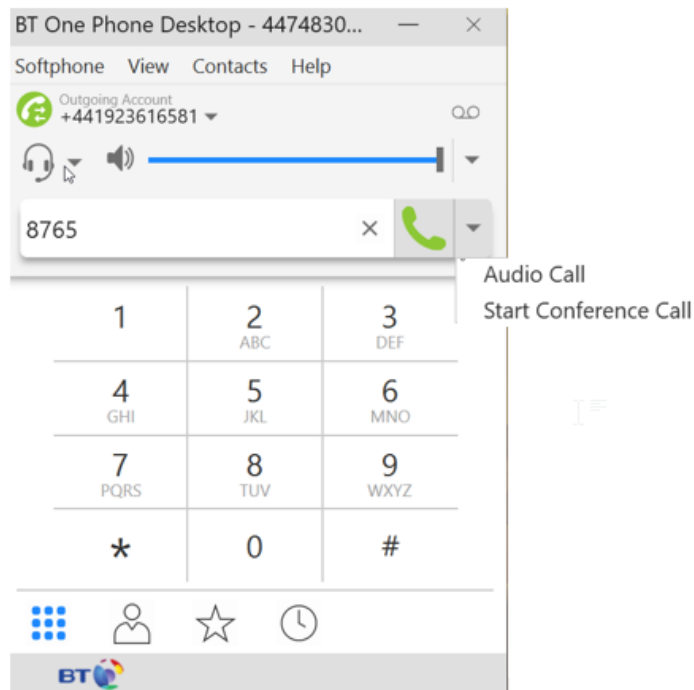 BT One Phone Desktop - 4474830...
Softphone View Contacts Help
Outgoing Account
+441923616581
8765
Audio Call
Start Conference Call
1 2 3
ABC DEF
4 5 6
GHI JKL MNO
7 8 9
PQRS TUV WXYZ
* 0 #
BT